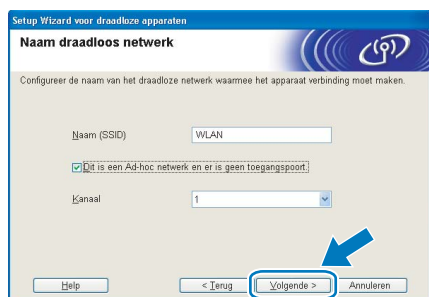 Setup Wizard voor draadloze apparaten
Naam draadloos netwerk
Configureer de naam van het draadloze netwerk waarmee het apparaat verbinding moet maken.
Naam (SSID) WLAN
Dit is een Ad-hoc netwerk en er is geen toegangspoort.
Kanaal 1
Help < Terug Volgende > Annuleren